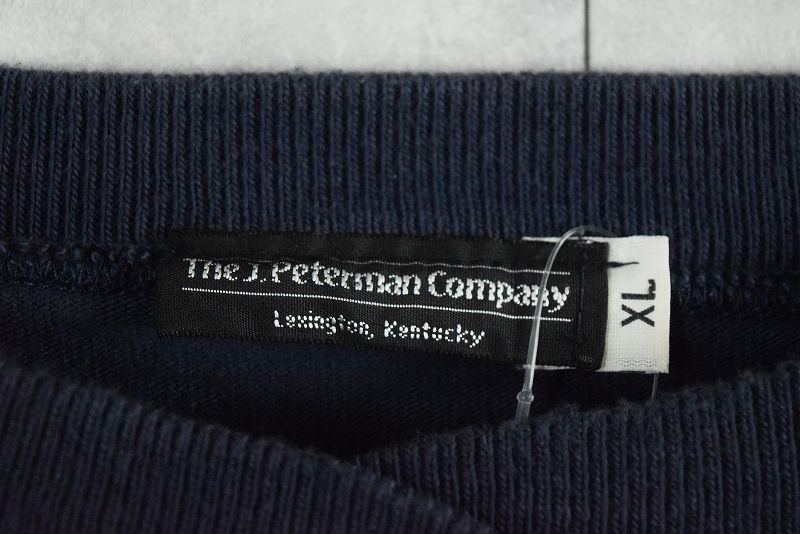 The J. Peterman Company
Lexington, Kentucky
XL